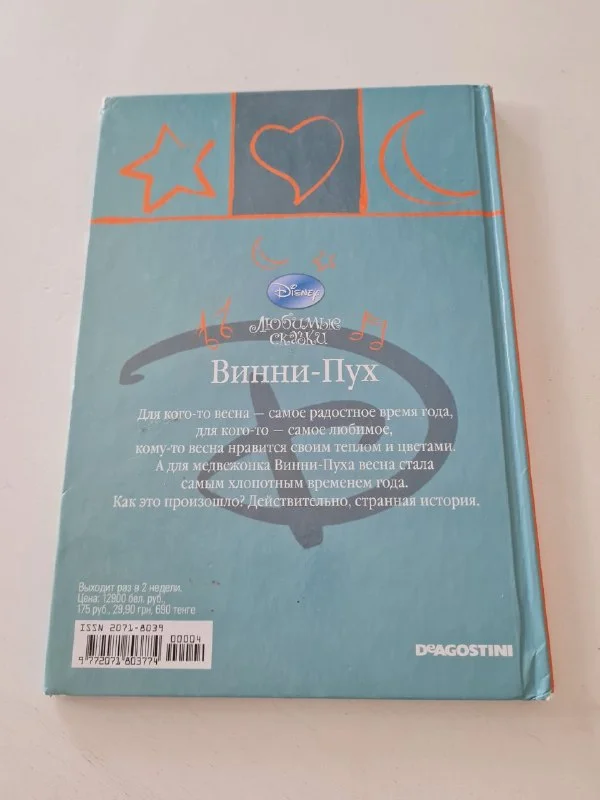 Disney
Любимые
сказки
Винни-Пух
Для кого-то весна — самое радостное время года,
для кого-то — самое любимое,
кому-то весна нравится своим теплом и цветами.
А для медвежонка Винни-Пуха весна стала
самым хлопотным временем года.
Как это произошло? Действительно, странная история.
Выходит раз в 2 недели.
Цена: 12900 бел. руб.,
175 руб., 29,90 грн, 690 тенге
ISSN 2071-8039
00004
9 772071 803774
DeAGOSTINI